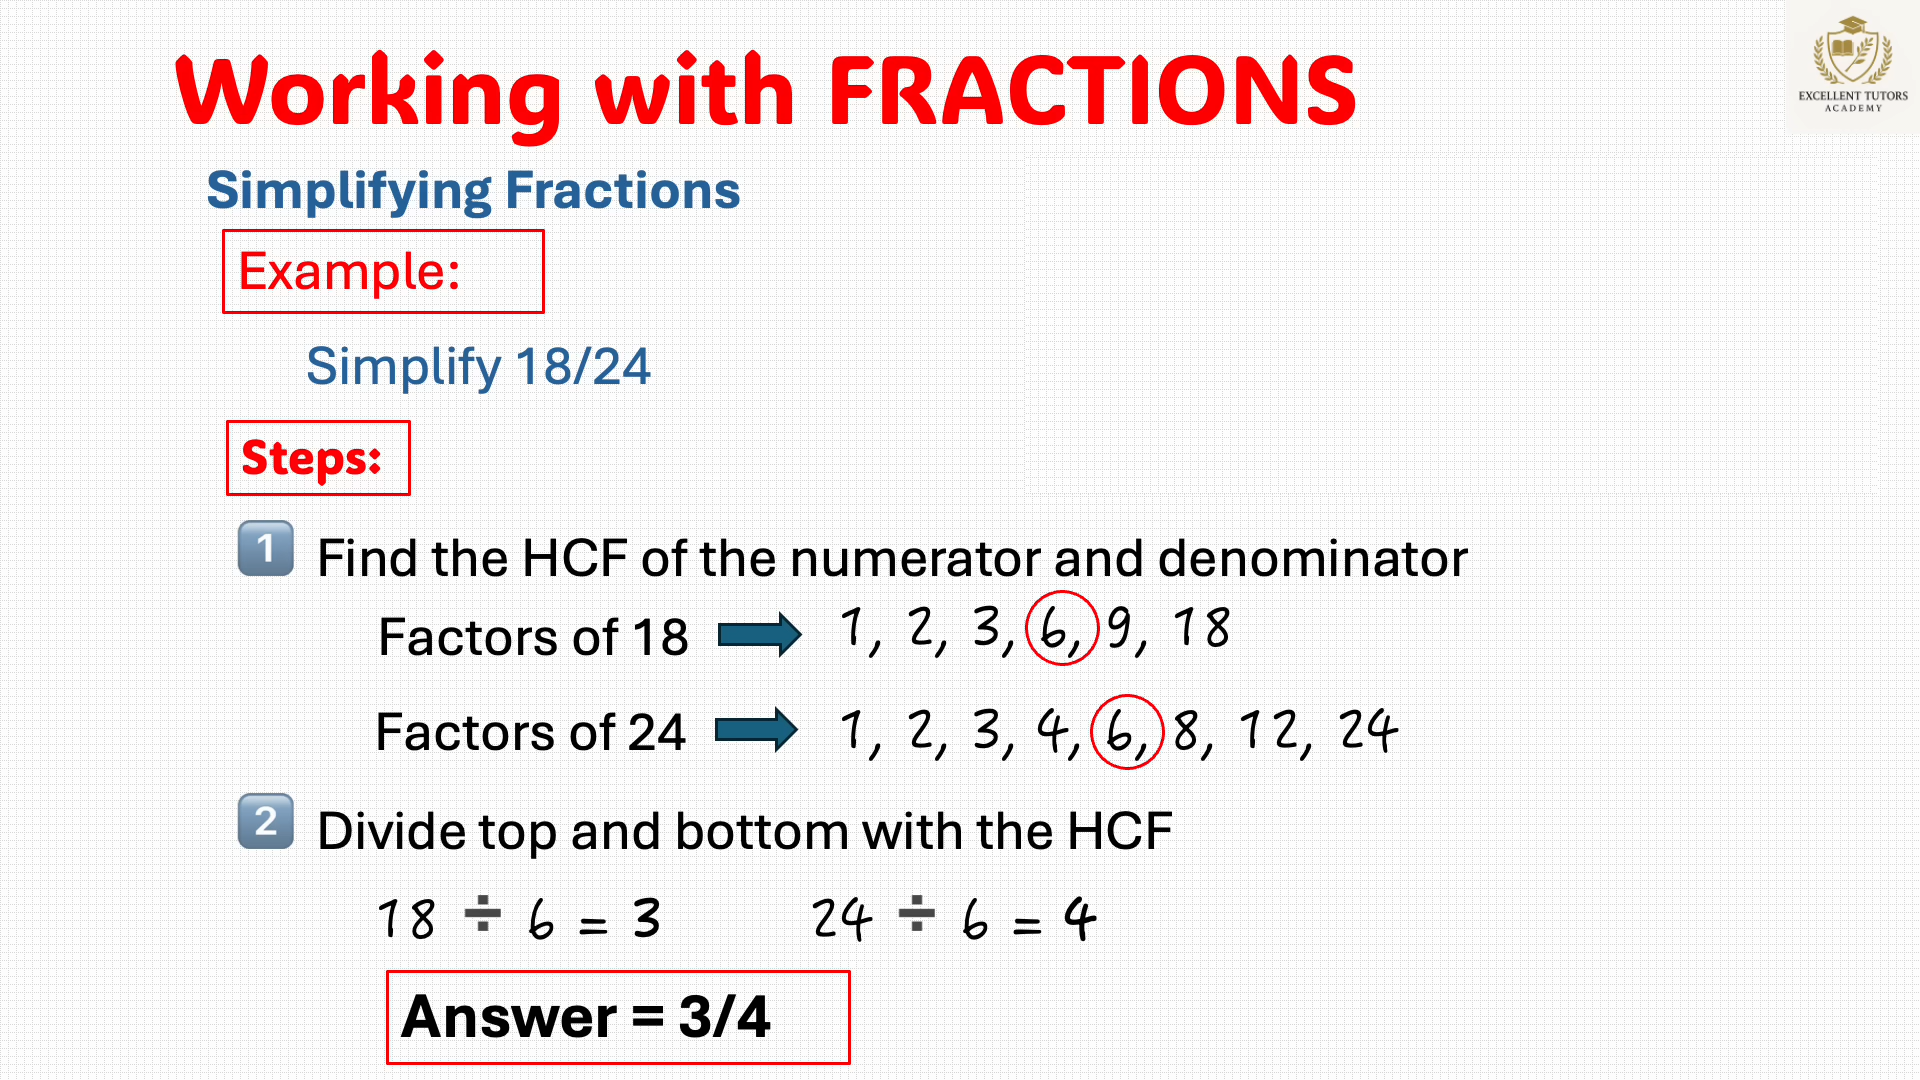 Working with FRACTIONS
EXCELLENT TUTORS
ACADEMY
Simplifying Fractions
Example:
Simplify 18/24
Steps:
1 Find the HCF of the numerator and denominator
Factors of 18 1, 2, 3, 6, 9, 18
Factors of 24 1, 2, 3, 4, 6, 8, 12, 24
2 Divide top and bottom with the HCF
18 ÷ 6 = 3 24 ÷ 6 = 4
Answer = 3/4